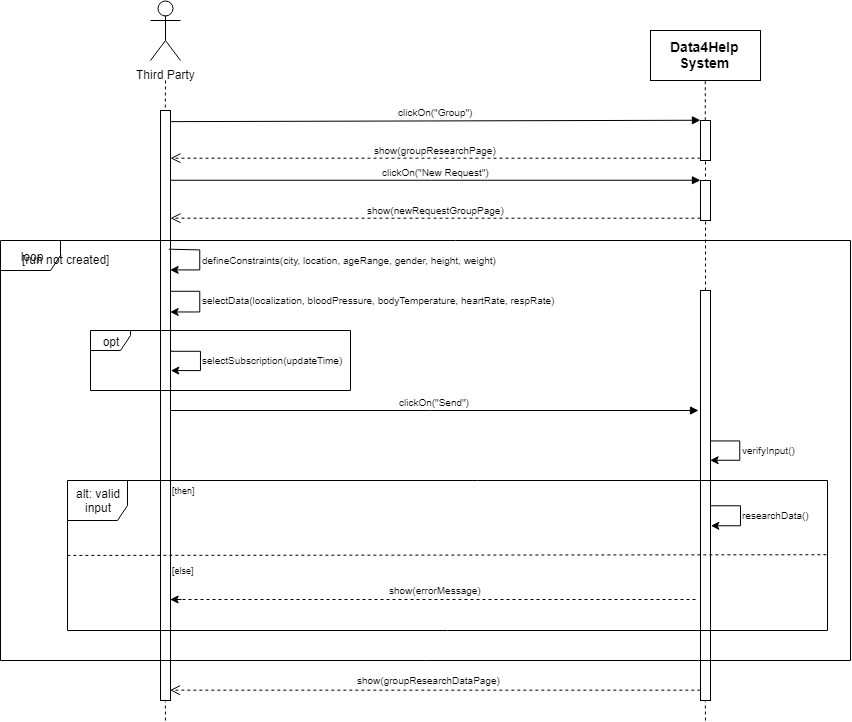 Data4Help
System
Third Party
clickOn("Group")
show(groupResearchPage)
clickOn("New Request")
show(newRequestGroupPage)
loop
[run not created]
defineConstraints(city, location, ageRange, gender, height, weight)
selectData(localization, bloodPressure, bodyTemperature, heartRate, respRate)
opt
selectSubscription(updateTime)
clickOn("Send")
verifyInput()
alt: valid
input
[then]
researchData()
[else]
show(errorMessage)
show(groupResearchDataPage)